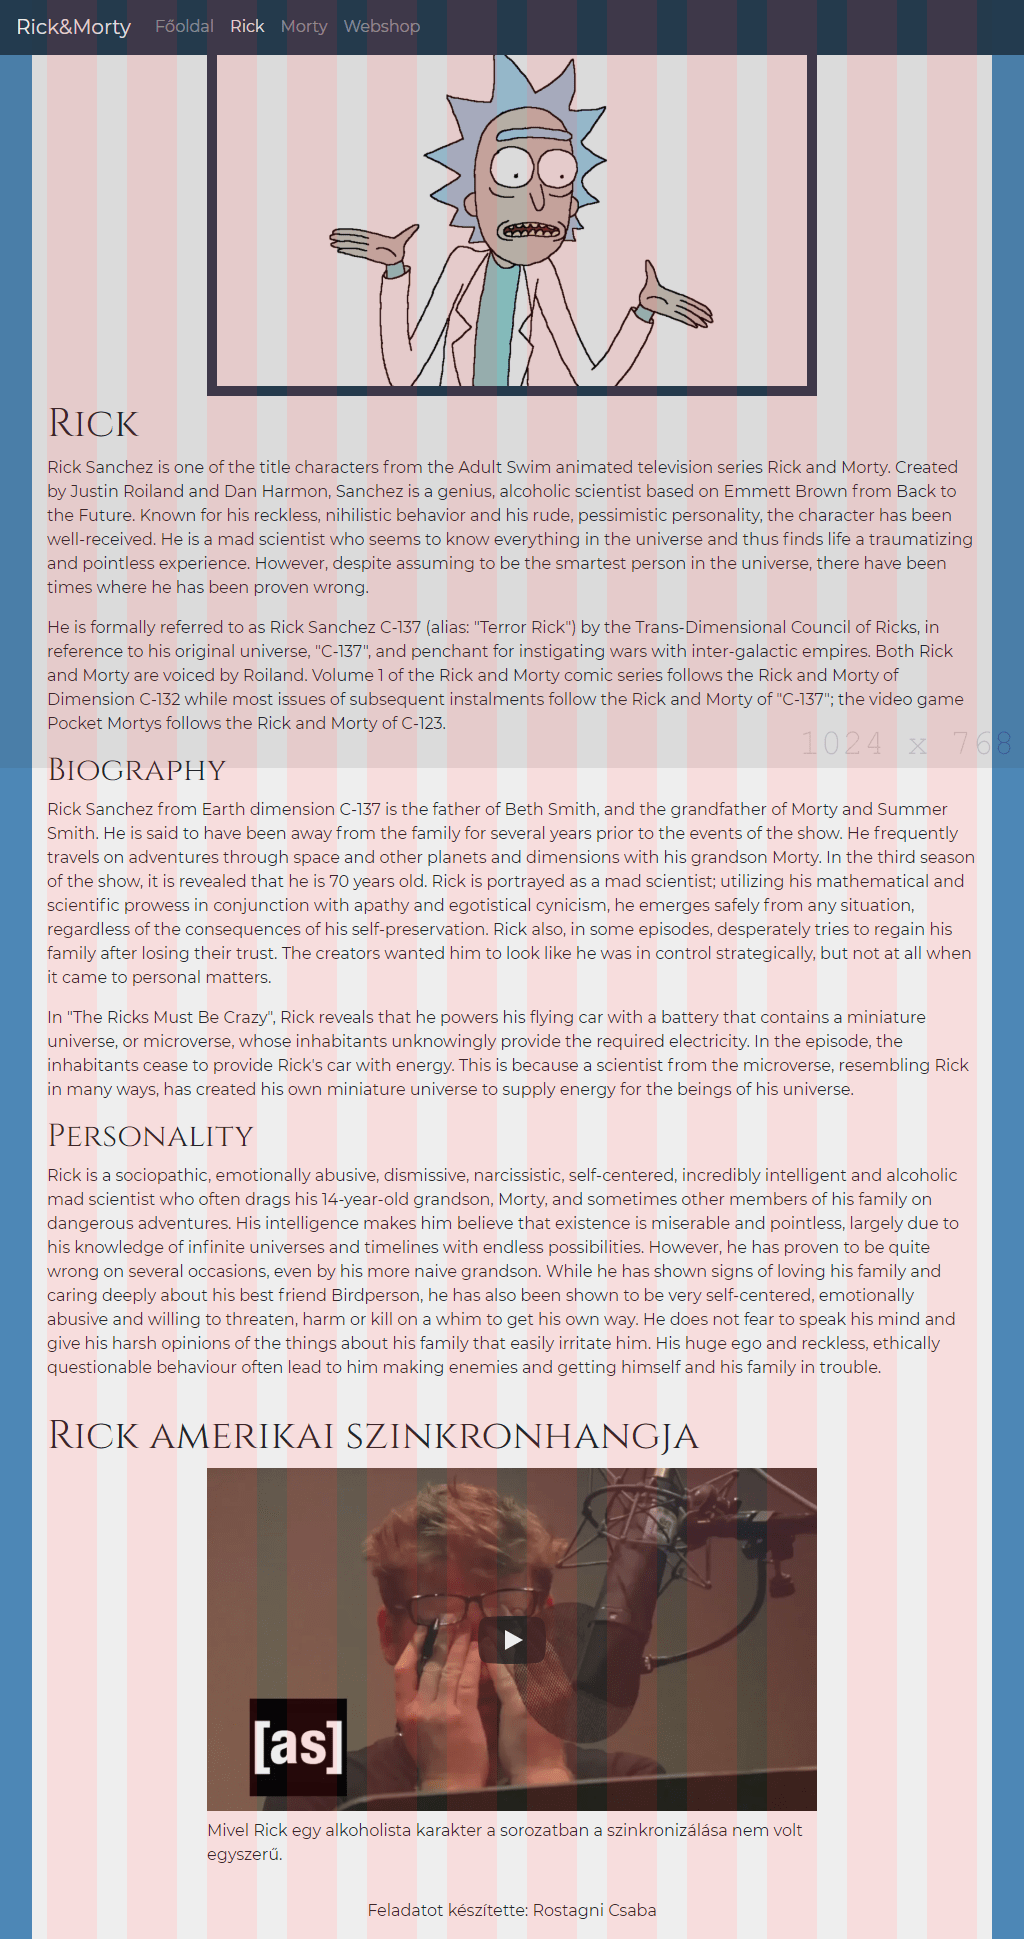 Rick&Morty Főoldal Rick Morty Webshop
Rick
Rick Sanchez is one of the title characters from the Adult Swim animated television series Rick and Morty. Created
by Justin Roiland and Dan Harmon, Sanchez is a genius, alcoholic scientist based on Emmett Brown from Back to
the Future. Known for his reckless, nihilistic behavior and his rude, pessimistic personality, the character has been
well-received. He is a mad scientist who seems to know everything in the universe and thus finds life a traumatizing
and pointless experience. However, despite assuming to be the smartest person in the universe, there have been
times where he has been proven wrong.
He is formally referred to as Rick Sanchez C-137 (alias: "Terror Rick") by the Trans-Dimensional Council of Ricks, in
reference to his original universe, "C-137", and penchant for instigating wars with inter-galactic empires. Both Rick
and Morty are voiced by Roiland. Volume 1 of the Rick and Morty comic series follows the Rick and Morty of
Dimension C-132 while most issues of subsequent instalments follow the Rick and Morty of "C-137"; the video game
Pocket Mortys follows the Rick and Morty of C-123.
1024 x 768
Biography
Rick Sanchez from Earth dimension C-137 is the father of Beth Smith, and the grandfather of Morty and Summer
Smith. He is said to have been away from the family for several years prior to the events of the show. He frequently
travels on adventures through space and other planets and dimensions with his grandson Morty. In the third season
of the show, it is revealed that he is 70 years old. Rick is portrayed as a mad scientist; utilizing his mathematical and
scientific prowess in conjunction with apathy and egotistical cynicism, he emerges safely from any situation,
regardless of the consequences of his self-preservation. Rick also, in some episodes, desperately tries to regain his
family after losing their trust. The creators wanted him to look like he was in control strategically, but not at all when
it came to personal matters.
In "The Ricks Must Be Crazy", Rick reveals that he powers his flying car with a battery that contains a miniature
universe, or microverse, whose inhabitants unknowingly provide the required electricity. In the episode, the
inhabitants cease to provide Rick's car with energy. This is because a scientist from the microverse, resembling Rick
in many ways, has created his own miniature universe to supply energy for the beings of his universe.
Personality
Rick is a sociopathic, emotionally abusive, dismissive, narcissistic, self-centered, incredibly intelligent and alcoholic
mad scientist who often drags his 14-year-old grandson, Morty, and sometimes other members of his family on
dangerous adventures. His intelligence makes him believe that existence is miserable and pointless, largely due to
his knowledge of infinite universes and timelines with endless possibilities. However, he has proven to be quite
wrong on several occasions, even by his more naive grandson. While he has shown signs of loving his family and
caring deeply about his best friend Birdperson, he has also been shown to be very self-centered, emotionally
abusive and willing to threaten, harm or kill on a whim to get his own way. He does not fear to speak his mind and
give his harsh opinions of the things about his family that easily irritate him. His huge ego and reckless, ethically
questionable behaviour often lead to him making enemies and getting himself and his family in trouble.
Rick amerikai szinkronhangja
[as]
Mivel Rick egy alkoholista karakter a sorozatban a szinkronizálása nem volt
egyszerű.
Feladatot készítette: Rostagni Csaba